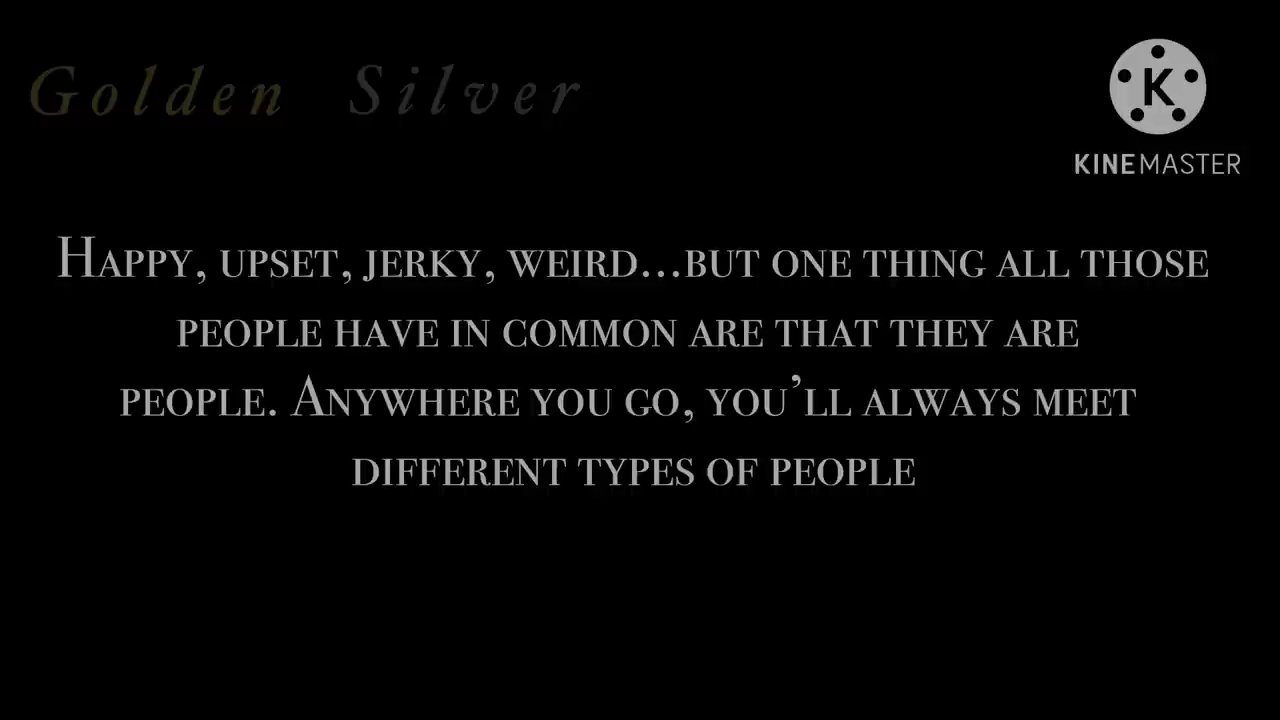 Golden Silver
K
KINEMASTER
Happy, upset, jerky, weird...but one thing all those
people have in common are that they are
people. Anywhere you go, you'll always meet
different types of people